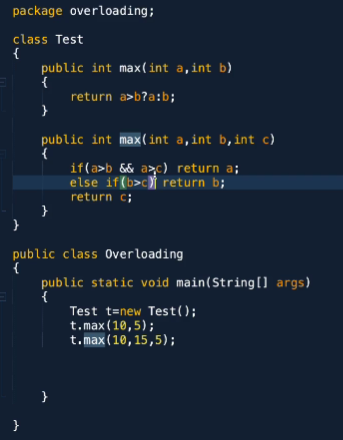 package overloading;
class Test
{
public int max(int a,int b)
{
return a>b?a:b;
}
public int max(int a,int b,int c)
{
if(a>b && a>c) return a;
else if(b>c) return b;
return c;
}
}
public class Overloading
{
public static void main(String[] args)
{
Test t=new Test();
t.max(10,5);
t.max(10,15,5);
}
}